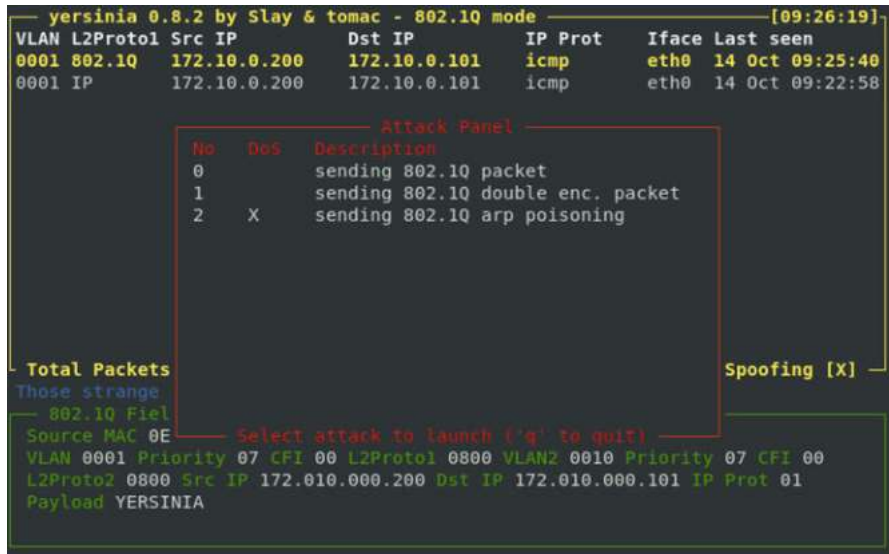 yersinia 0.8.2 by Slay & tomac - 802.1Q mode [09:26:19]
VLAN L2Proto1 Src IP Dst IP IP Prot Iface Last seen
0001 802.1Q 172.10.0.200 172.10.0.101 icmp eth0 14 Oct 09:25:40
0001 IP 172.10.0.200 172.10.0.101 icmp eth0 14 Oct 09:22:58
Attack Panel
No DoS Description
0 sending 802.1Q packet
1 sending 802.1Q double enc. packet
2 X sending 802.1Q arp poisoning
Total Packets Spoofing [X]
Those strange
802.1Q Fiel
Source MAC 0E Select attack to launch ('q' to quit)
VLAN 0001 Priority 07 CFI 00 L2Proto1 0800 VLAN2 0010 Priority 07 CFI 00
L2Proto2 0800 Src IP 172.010.000.200 Dst IP 172.010.000.101 IP Prot 01
Payload YERSINIA